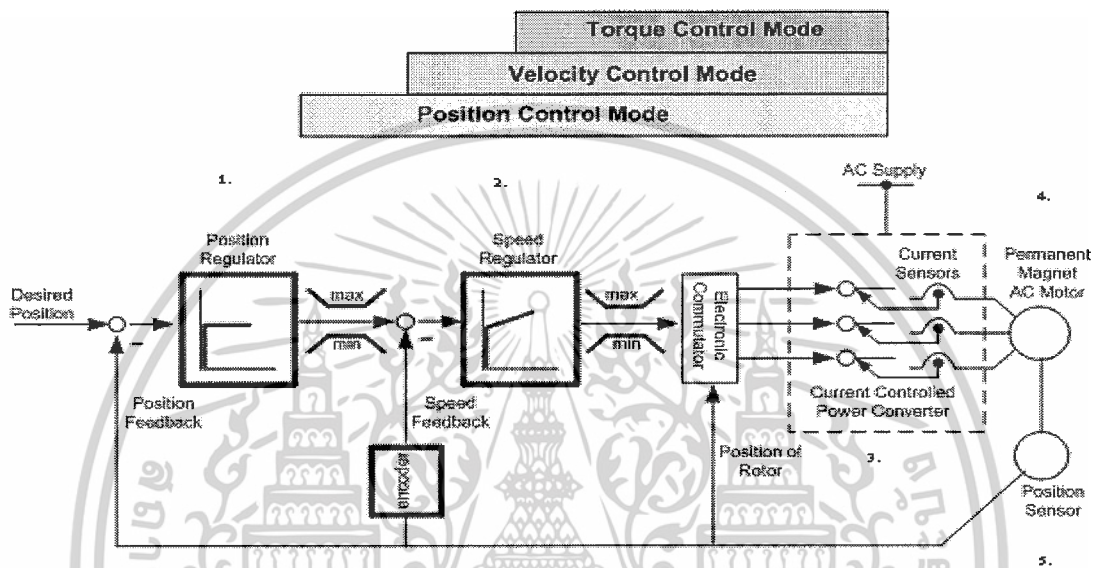 Torque Control Mode
Velocity Control Mode
Position Control Mode
1.
2.
AC Supply
4.
Position
Regulator
Speed
Regulator
Current
Sensors
Permanent
Magnet
AC Motor
Desired
Position
max
min
max
min
Electronic
Commutator
Position
Feedback
Speed
Feedback
Current Controlled
Power Converter
encoder
Position of
Rotor
3.
Position
Sensor
5.